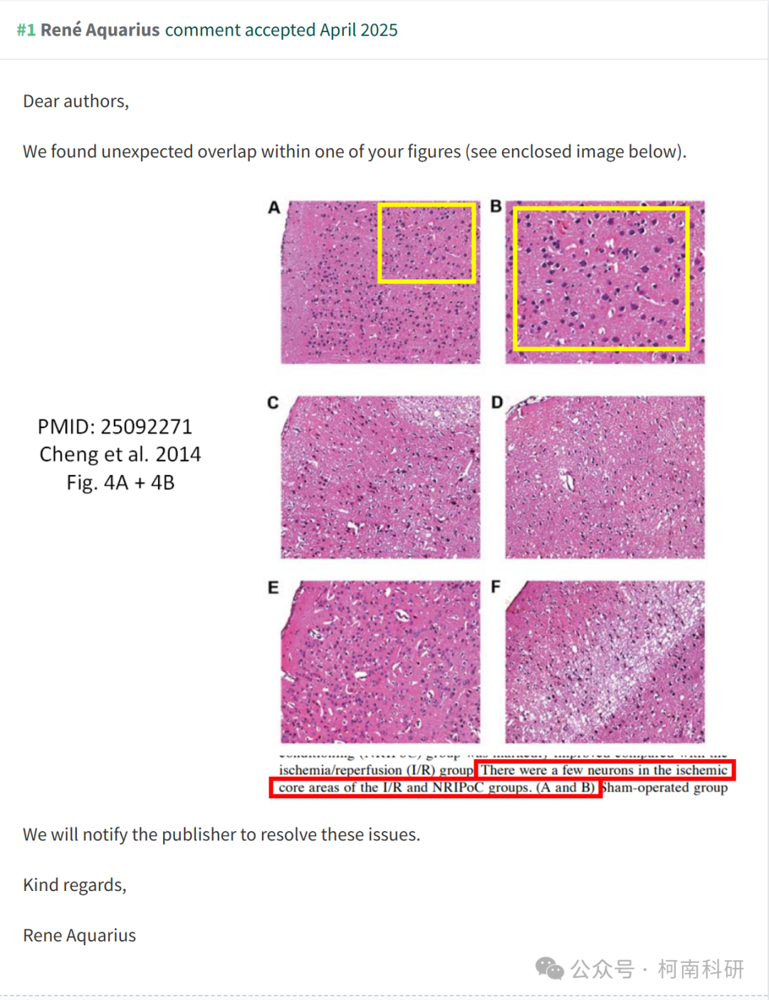 #1 René Aquarius comment accepted April 2025
Dear authors,
We found unexpected overlap within one of your figures (see enclosed image below).
A
B
C
D
PMID: 25092271
Cheng et al. 2014
Fig. 4A + 4B
E
F
ischemia/reperfusion (I/R) group There were a few neurons in the ischemic
core areas of the I/R and NRIPoC groups. (A and B) Sham-operated group
We will notify the publisher to resolve these issues.
Kind regards,
Rene Aquarius
公众号 · 柯南科研